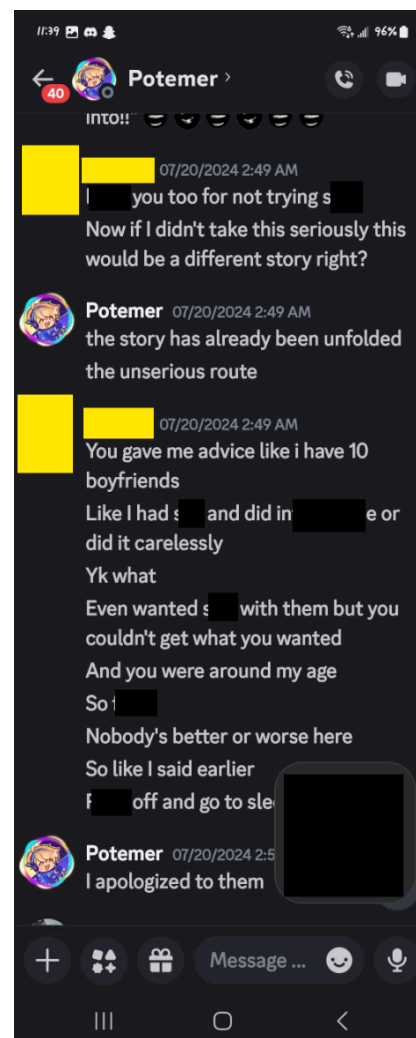 11:39
96%
40
Potemer >
into!!"
07/20/2024 2:49 AM
you too for not trying
Now if I didn't take this seriously this
would be a different story right?
Potemer 07/20/2024 2:49 AM
the story has already been unfolded
the unserious route
07/20/2024 2:49 AM
You gave me advice like i have 10
boyfriends
Like I had and did or
did it carelessly
Yk what
Even wanted with them but you
couldn't get what you wanted
And you were around my age
So
Nobody's better or worse here
So like I said earlier
off and go to
Potemer 07/20/2024
I apologized to them
Message ...